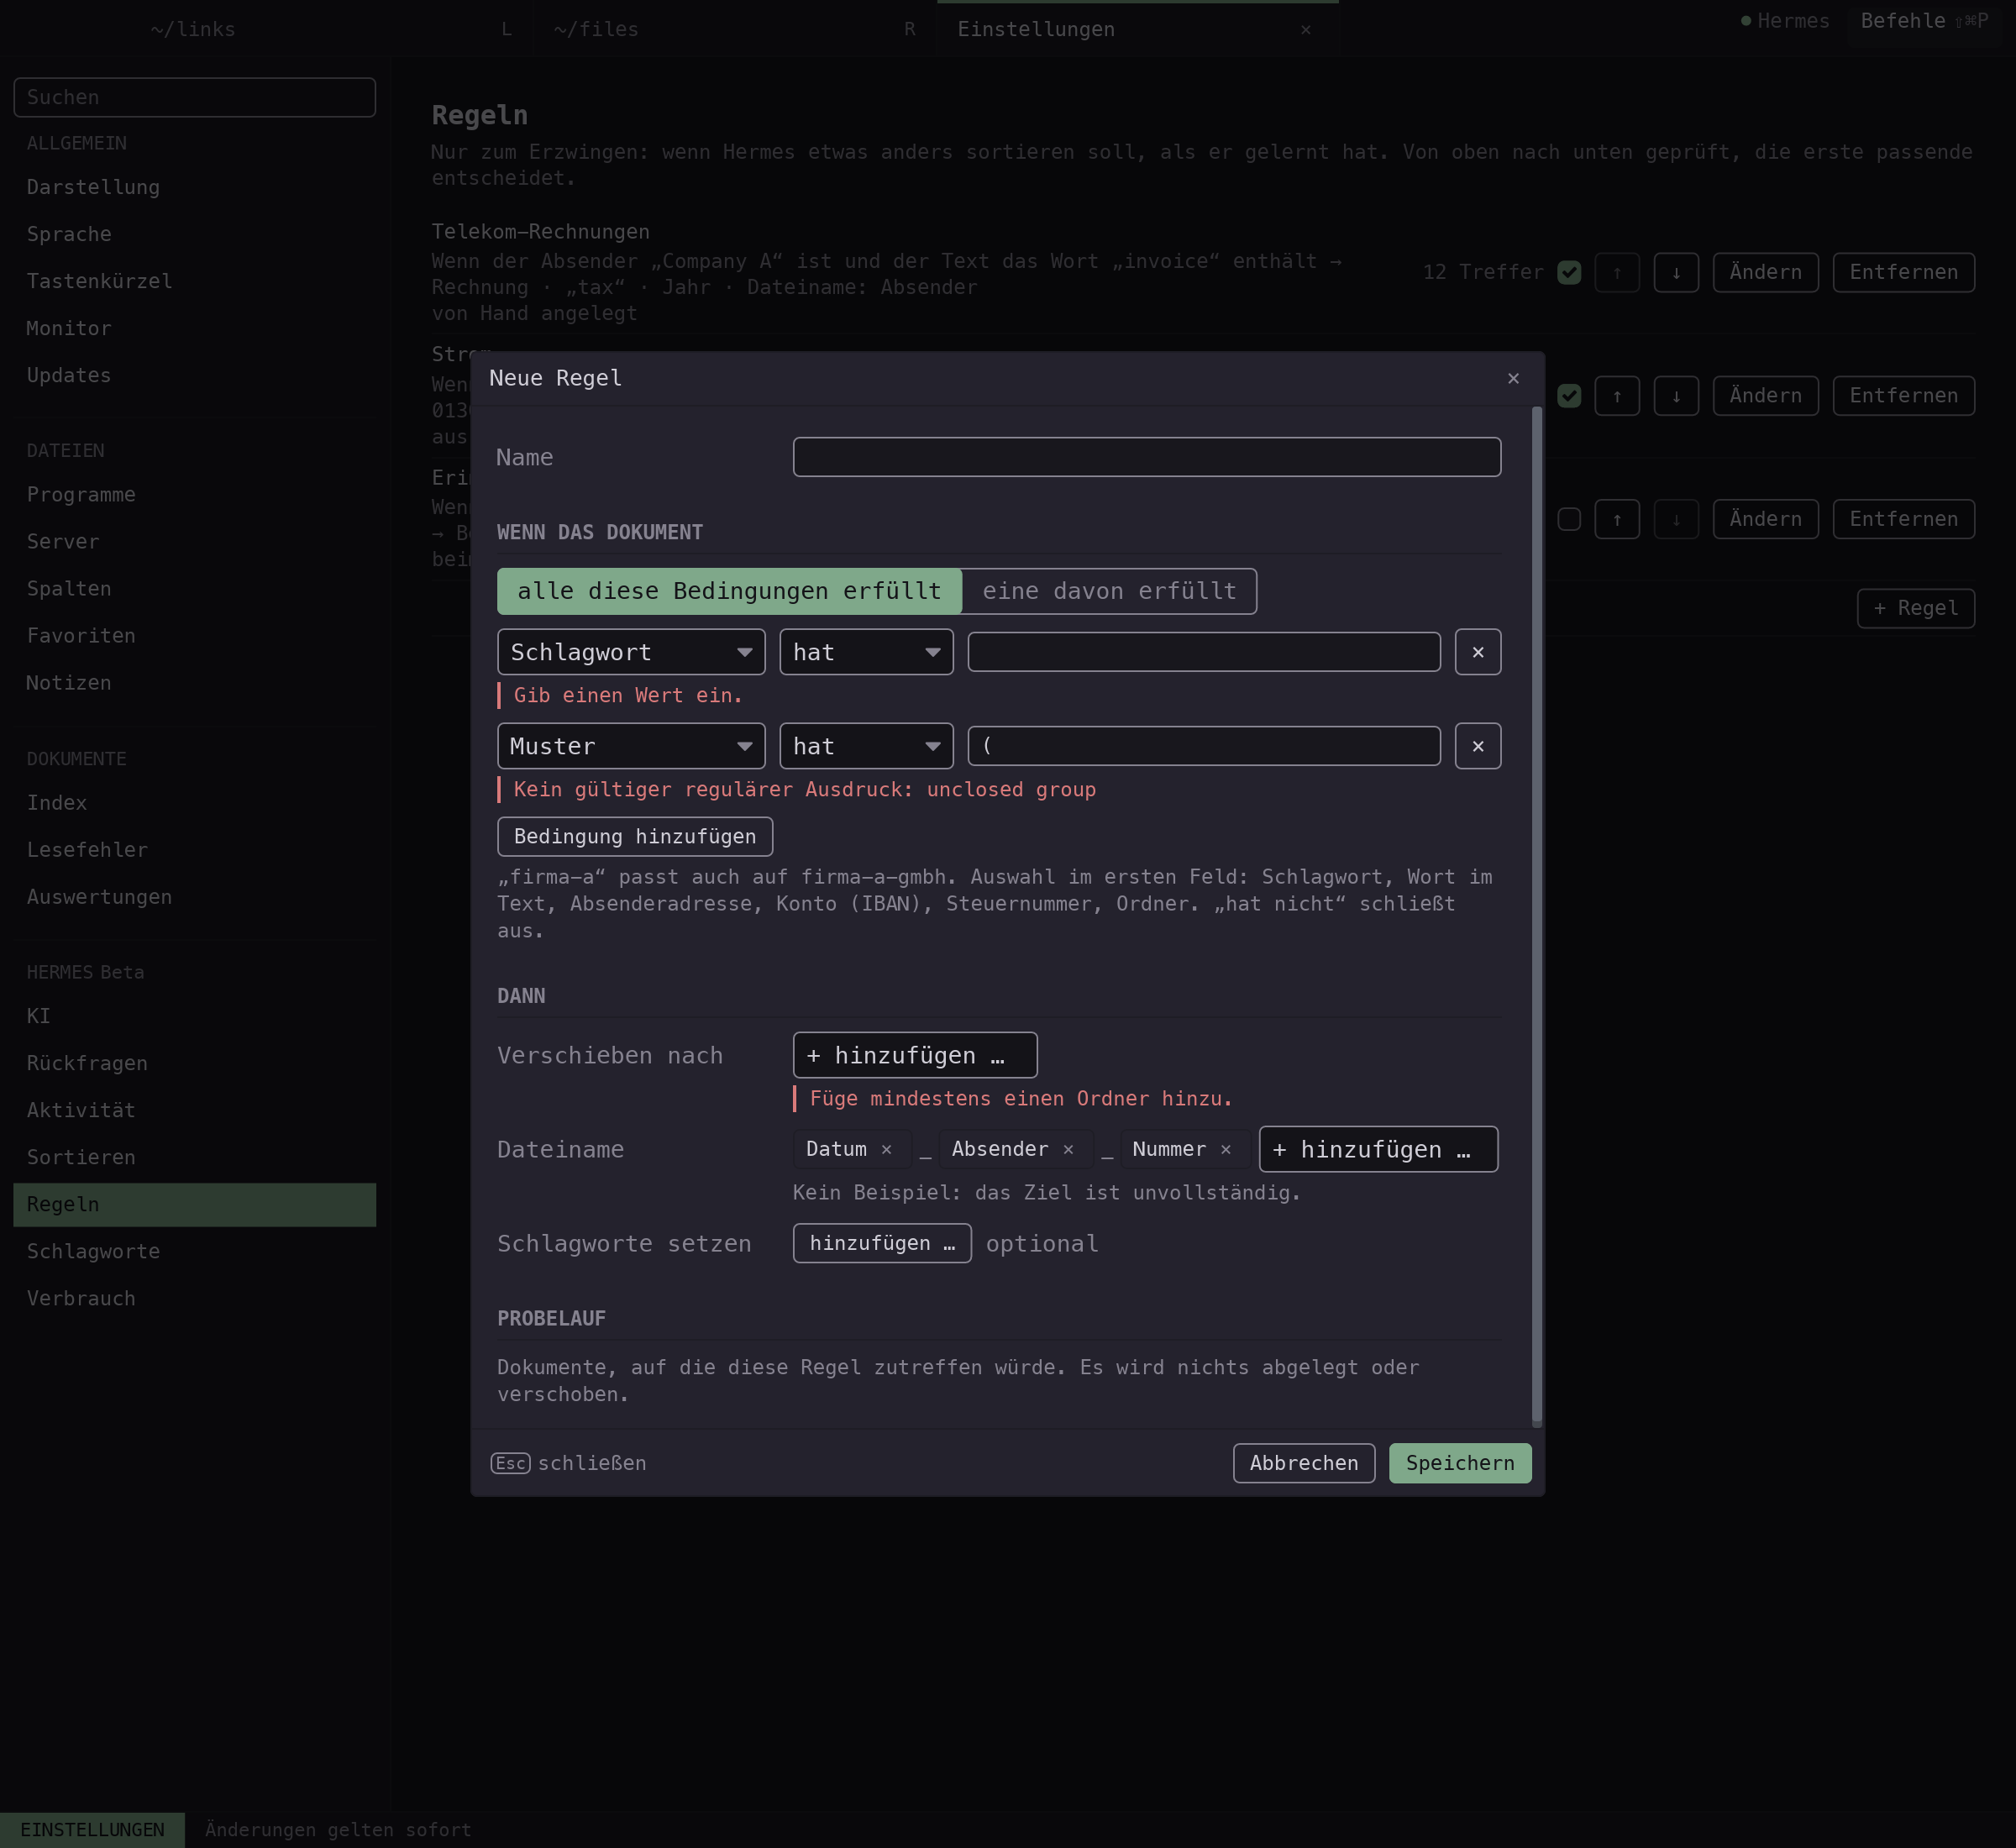 ~/links L ~/files R Einstellungen × Hermes Befehle ⇧⌘P
Suchen
ALLGEMEIN
Darstellung
Sprache
Tastenkürzel
Monitor
Updates
DATEIEN
Programme
Server
Spalten
Favoriten
Notizen
DOKUMENTE
Index
Lesefehler
Auswertungen
HERMES Beta
KI
Rückfragen
Aktivität
Sortieren
Regeln
Schlagworte
Verbrauch
Regeln
Nur zum Erzwingen: wenn Hermes etwas anders sortieren soll, als er gelernt hat. Von oben nach unten geprüft, die erste passende
entscheidet.
Telekom–Rechnungen
Wenn der Absender „Company A“ ist und der Text das Wort „invoice“ enthält →
Rechnung · „tax“ · Jahr · Dateiname: Absender
von Hand angelegt
12 Treffer ↑ ↓ Ändern Entfernen
↑ ↓ Ändern Entfernen
↑ ↓ Ändern Entfernen
+ Regel
Neue Regel ×
Name
WENN DAS DOKUMENT
alle diese Bedingungen erfüllt eine davon erfüllt
Schlagwort hat ×
Gib einen Wert ein.
Muster hat ( ×
Kein gültiger regulärer Ausdruck: unclosed group
Bedingung hinzufügen
„firma–a“ passt auch auf firma–a–gmbh. Auswahl im ersten Feld: Schlagwort, Wort im
Text, Absenderadresse, Konto (IBAN), Steuernummer, Ordner. „hat nicht“ schließt
aus.
DANN
Verschieben nach + hinzufügen …
Füge mindestens einen Ordner hinzu.
Dateiname Datum × _ Absender × _ Nummer × + hinzufügen …
Kein Beispiel: das Ziel ist unvollständig.
Schlagworte setzen hinzufügen … optional
PROBELAUF
Dokumente, auf die diese Regel zutreffen würde. Es wird nichts abgelegt oder
verschoben.
Esc schließen Abbrechen Speichern
EINSTELLUNGEN Änderungen gelten sofort